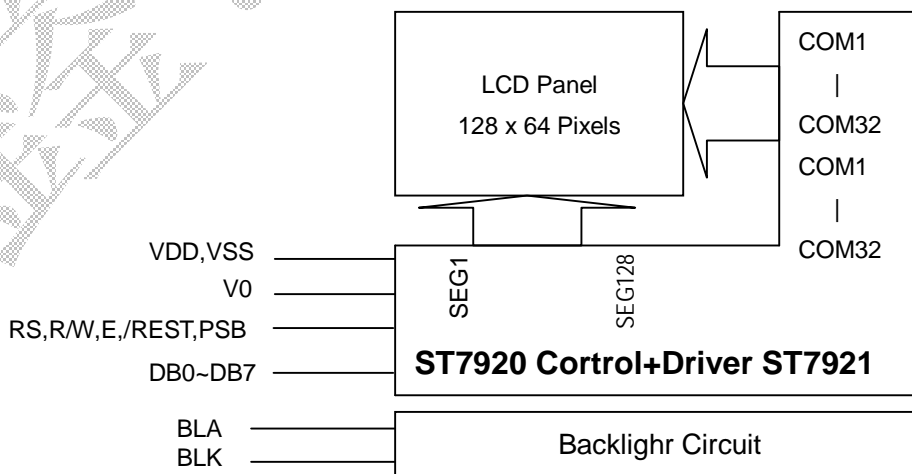 LCD Panel
128 x 64 Pixels
COM1
|
COM32
COM1
|
COM32
VDD,VSS
V0
RS,R/W,E,/REST,PSB
DB0~DB7
SEG1
SEG128
ST7920 Cortrol+Driver ST7921
BLA
BLK
Backlighr Circuit